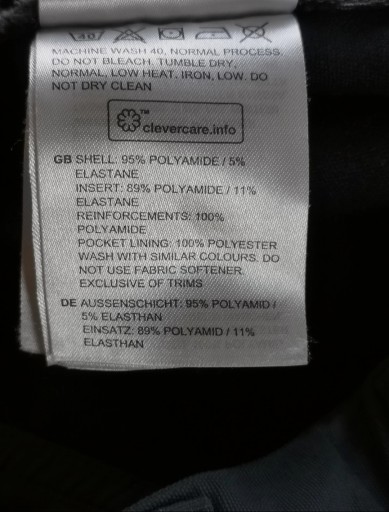 40
MACHINE WASH 40, NORMAL PROCESS.
DO NOT BLEACH. TUMBLE DRY,
NORMAL, LOW HEAT. IRON, LOW. DO
NOT DRY CLEAN
TM
clevercare.info
GB SHELL: 95% POLYAMIDE / 5%
ELASTANE
INSERT: 89% POLYAMIDE / 11%
ELASTANE
REINFORCEMENTS: 100%
POLYAMIDE
POCKET LINING: 100% POLYESTER
WASH WITH SIMILAR COLOURS. DO
NOT USE FABRIC SOFTENER.
EXCLUSIVE OF TRIMS
DE AUSSENSCHICHT: 95% POLYAMID /
5% ELASTHAN
EINSATZ: 89% POLYAMID / 11%
ELASTHAN